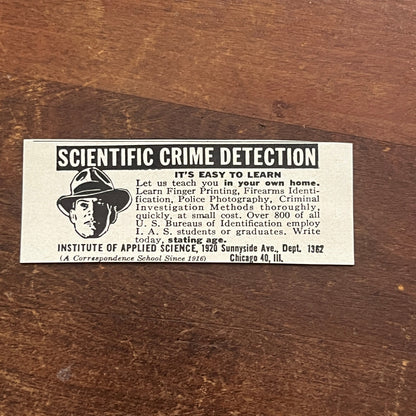 SCIENTIFIC CRIME DETECTION
IT'S EASY TO LEARN
Let us teach you in your own home.
Learn Finger Printing, Firearms Identi-
fication, Police Photography, Criminal
Investigation Methods thoroughly,
quickly, at small cost. Over 800 of all
U. S. Bureaus of Identification employ
I. A. S. students or graduates. Write
today, stating age.
INSTITUTE OF APPLIED SCIENCE, 1920 Sunnyside Ave., Dept. 1362
(A Correspondence School Since 1916) Chicago 40, Ill.